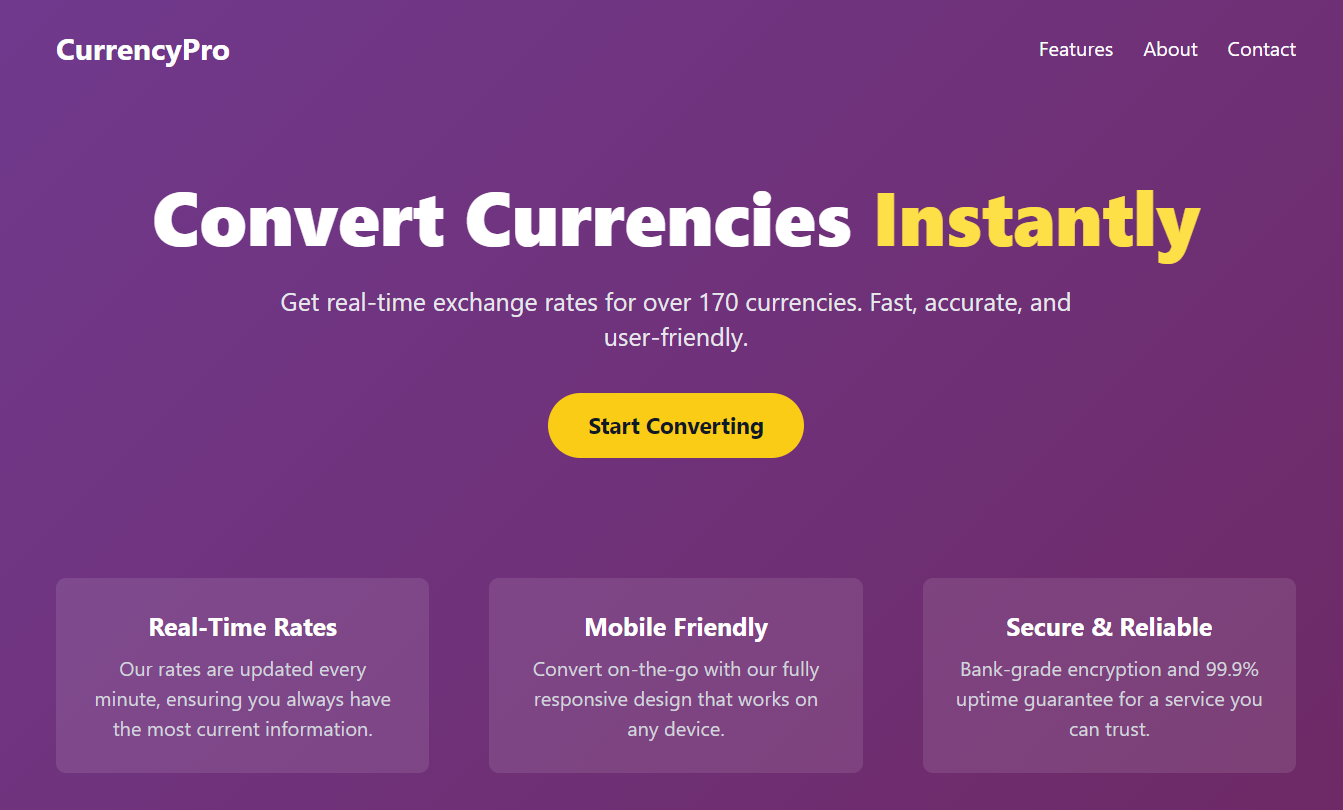 CurrencyPro
Features About Contact
Convert Currencies Instantly
Get real-time exchange rates for over 170 currencies. Fast, accurate, and
user-friendly.
Start Converting
Real-Time Rates
Our rates are updated every
minute, ensuring you always have
the most current information.
Mobile Friendly
Convert on-the-go with our fully
responsive design that works on
any device.
Secure & Reliable
Bank-grade encryption and 99.9%
uptime guarantee for a service you
can trust.